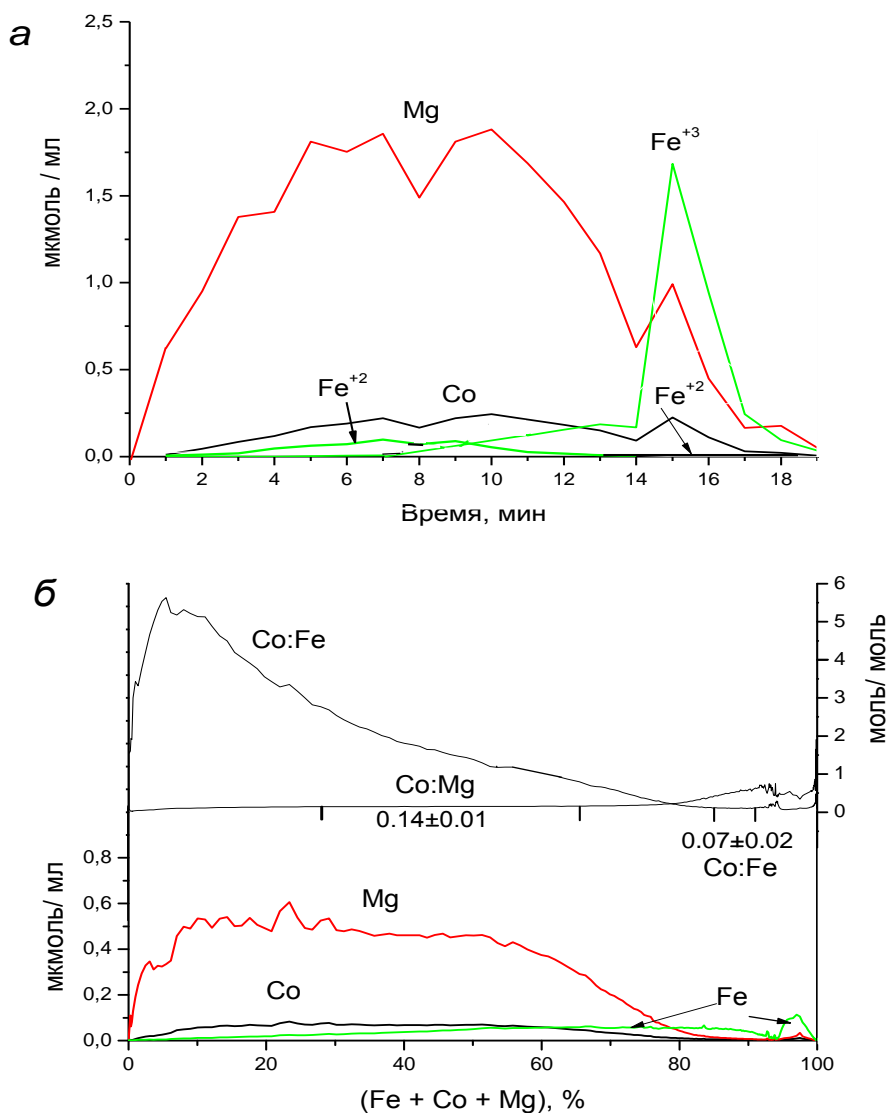 а
2,5
2,0
1,5
1,0
0,5
0,0
мкмоль / мл
Mg
Fe+3
Fe+2
Co
Fe+2
0 2 4 6 8 10 12 14 16 18
Время, мин
б
Co:Fe
6
5
4
3
2
1
0
моль/ моль
Co:Mg
0.14±0.01
0.07±0.02
Co:Fe
0,8
0,6
0,4
0,2
0,0
мкмоль/ мл
Mg
Co
Fe
0 20 40 60 80 100
(Fe + Co + Mg), %